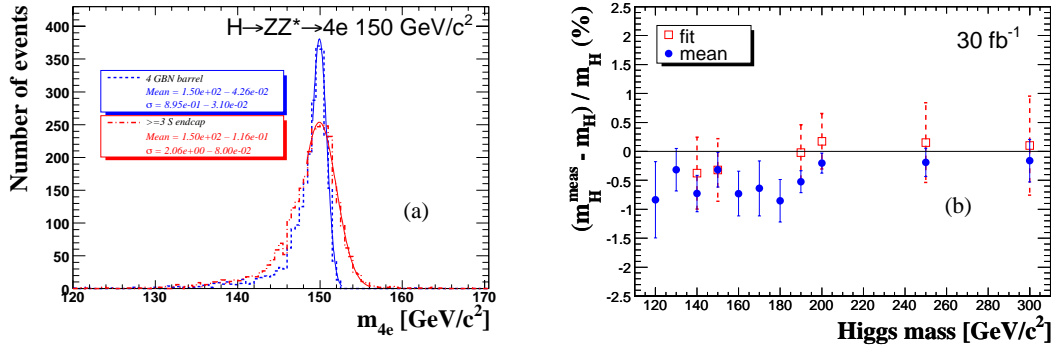 H→ZZ*→4e 150 GeV/c²
Number of events
400
350
300
250
200
150
100
50
0
4 GBN barrel
Mean = 1.50e+02 − 4.26e-02
σ = 8.95e-01 − 3.10e-02
>=3 S endcap
Mean = 1.50e+02 − 1.16e-01
σ = 2.06e+00 − 8.00e-02
(a)
120 130 140 150 160 170
m4e [GeV/c²]
(m_H^meas - m_H) / m_H (%)
2.5
2
1.5
1
0.5
0
-0.5
-1
-1.5
-2
-2.5
fit
mean
30 fb⁻¹
(b)
120 140 160 180 200 220 240 260 280 300
Higgs mass [GeV/c²]